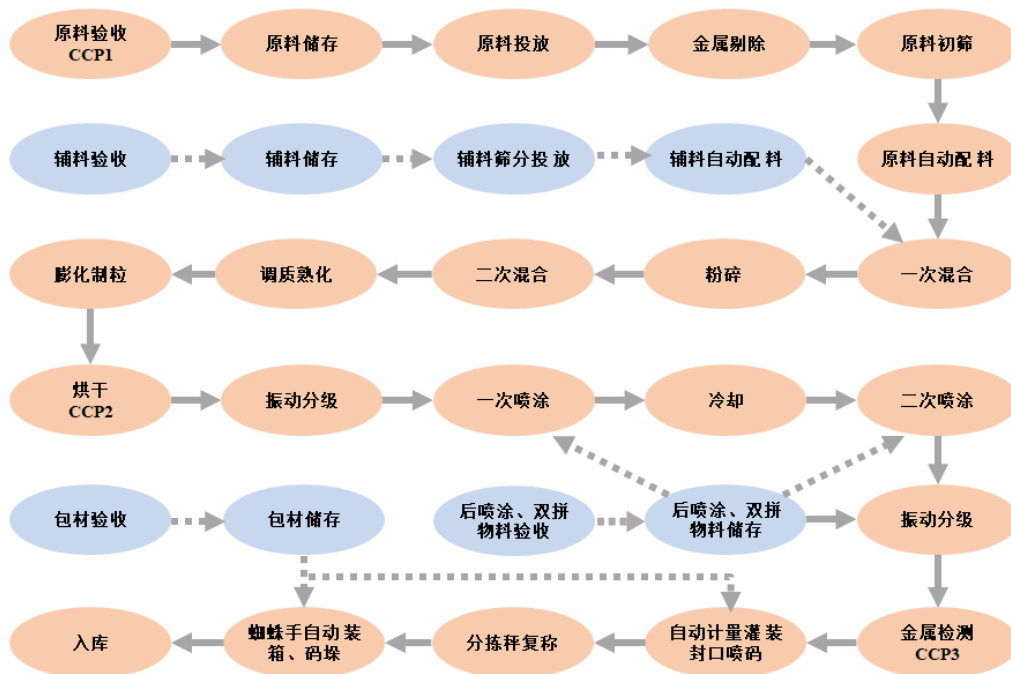 原料验收
CCP1
原料储存
原料投放
金属剔除
原料初筛
辅料验收
辅料储存
辅料筛分投放
辅料自动配料
原料自动配料
膨化制粒
调质熟化
二次混合
粉碎
一次混合
烘干
CCP2
振动分级
一次喷涂
冷却
二次喷涂
包材验收
包材储存
后喷涂、双拼
物料验收
后喷涂、双拼
物料储存
振动分级
入库
蜘蛛手自动装
箱、码垛
分拣秤复称
自动计量灌装
封口喷码
金属检测
CCP3